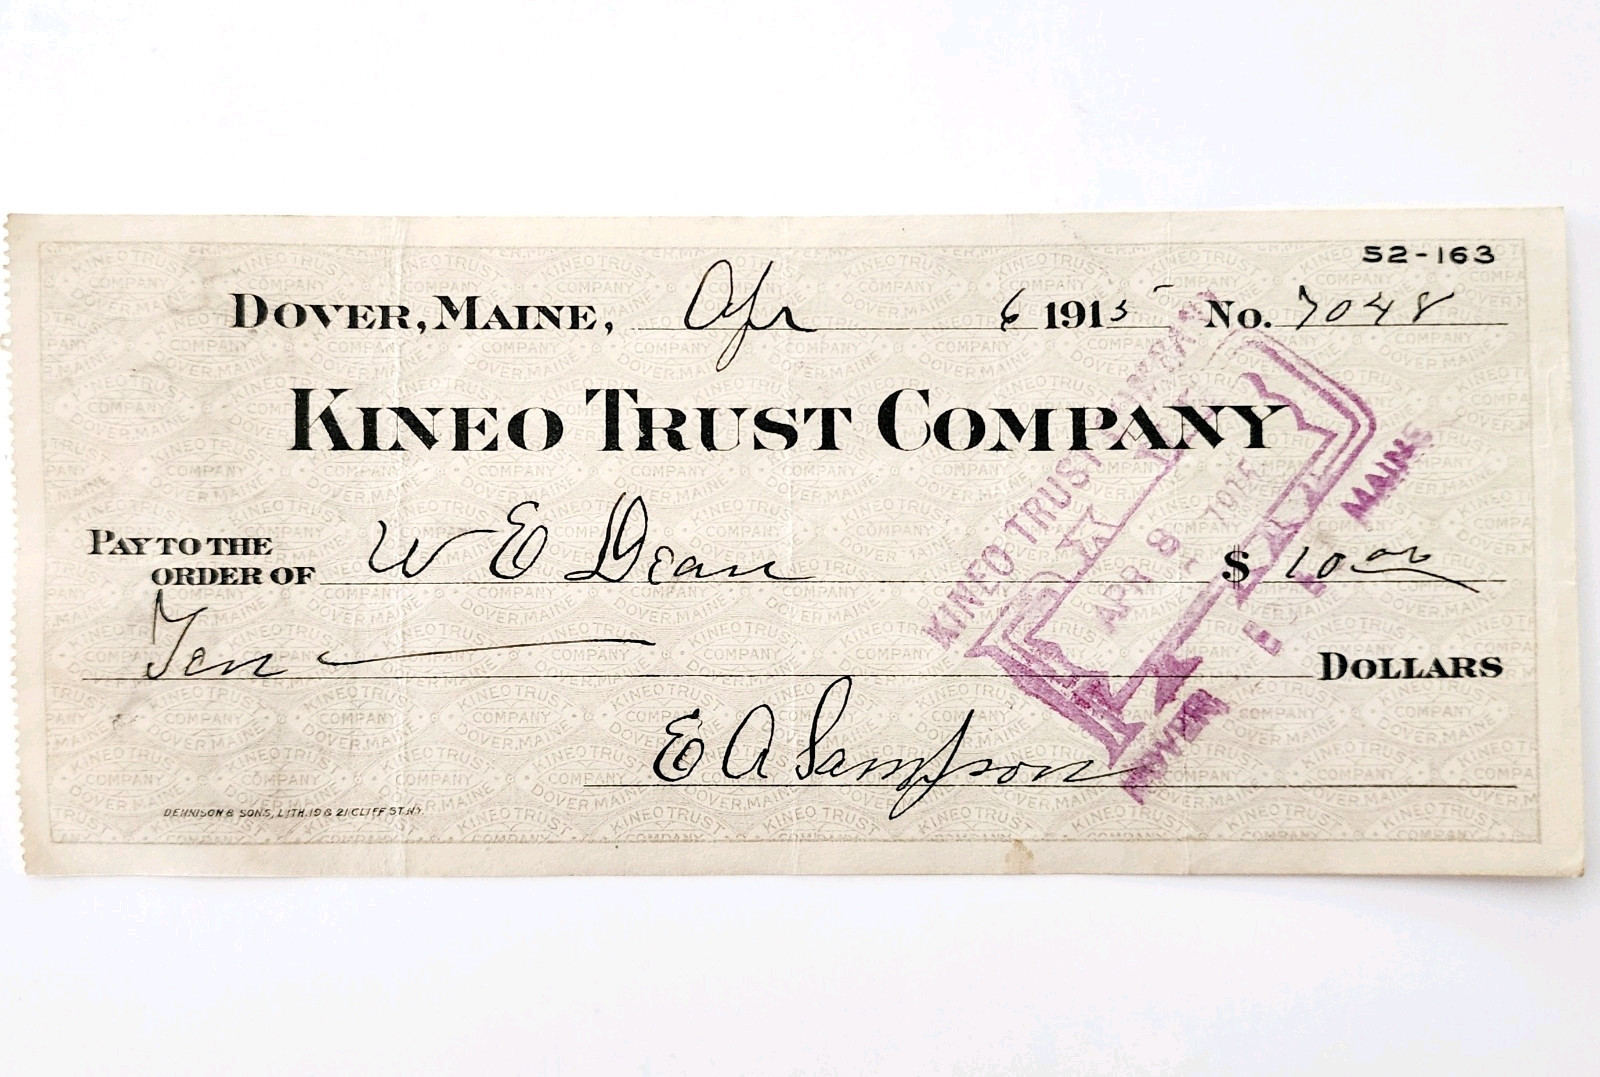 52-163
DOVER, MAINE, Apr 6 1915 No. 7048
KINEO TRUST COMPANY
PAY TO THE
ORDER OF W E Dean $ 10.00
Ten DOLLARS
E A Sampson
DENNISON & SONS, LITH. 19 & 21 CLIFF ST. N.Y.
KINEO TRUST COMPANY
PAID
APR 8 1915
DOVER MAINE